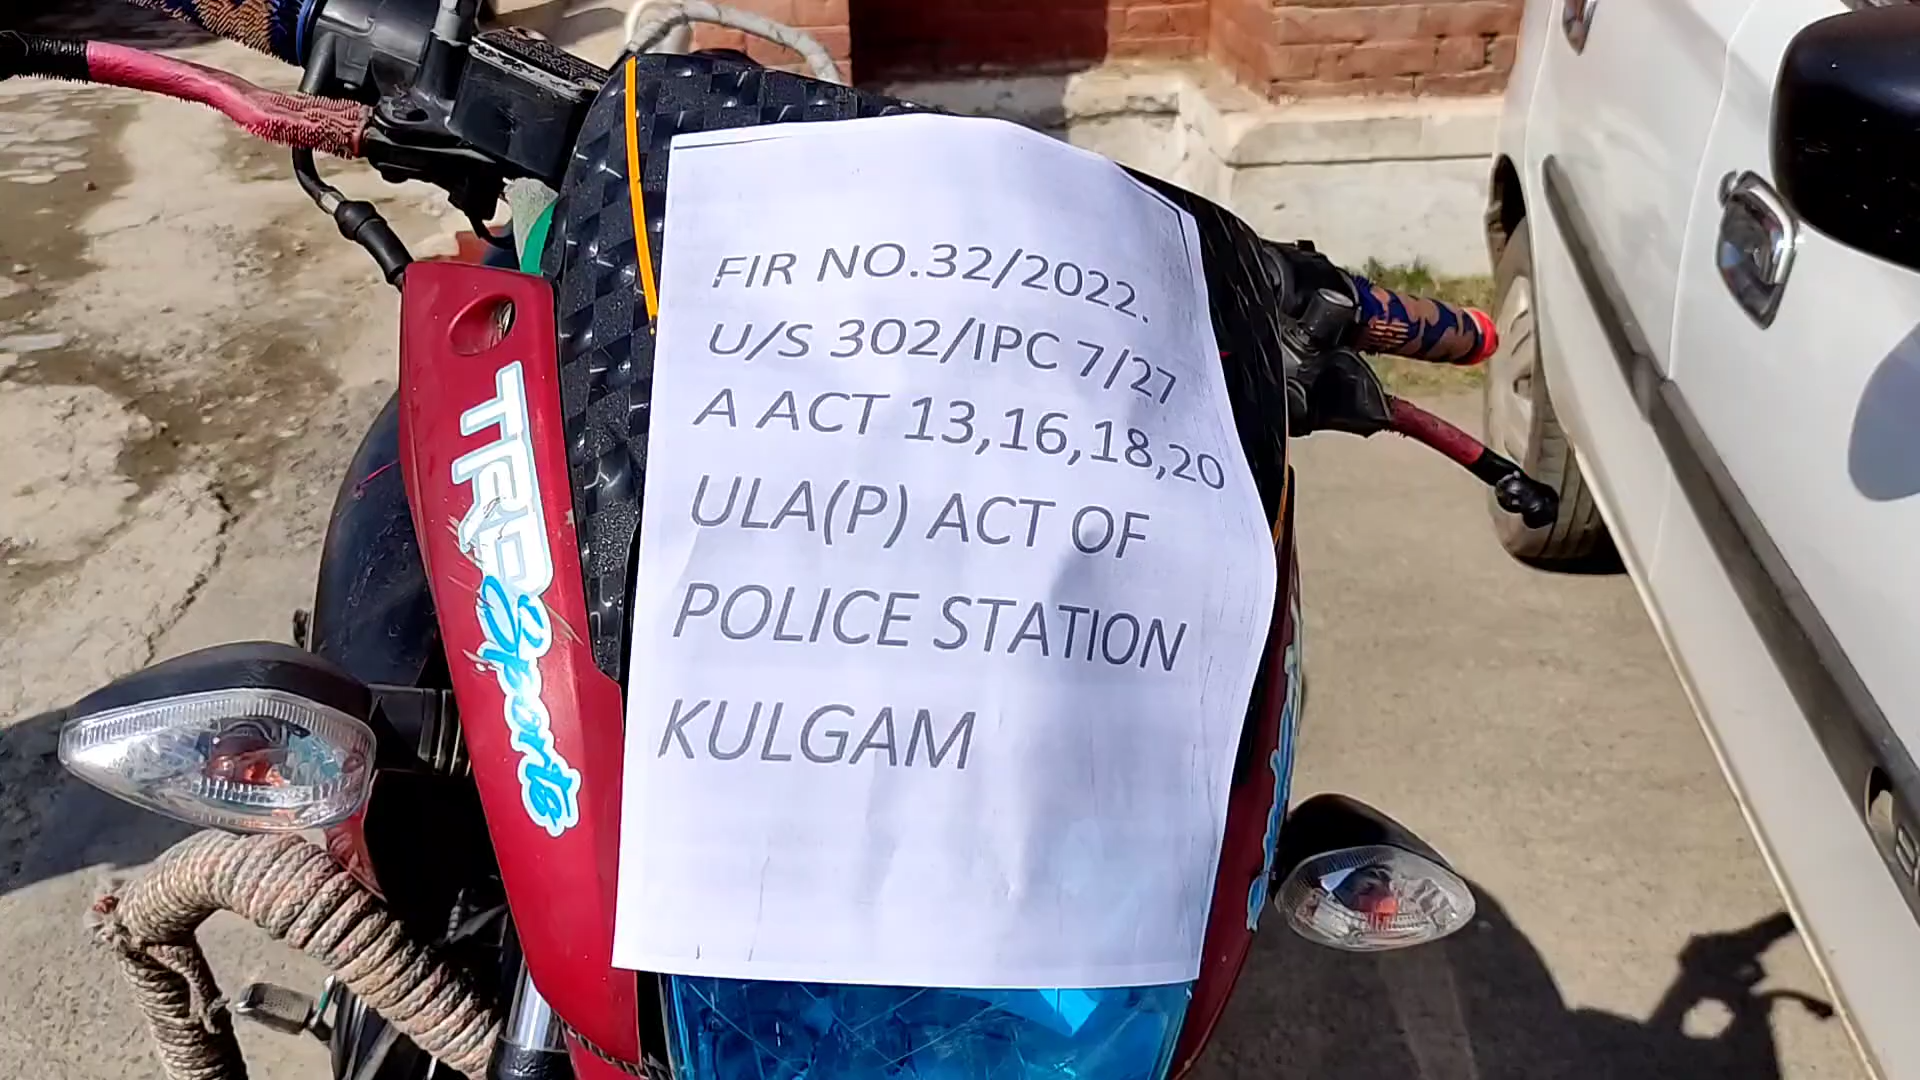 FIR NO.32/2022.
U/S 302/IPC 7/27
A ACT 13,16,18,20
ULA(P) ACT OF
POLICE STATION
KULGAM
TRP Sports